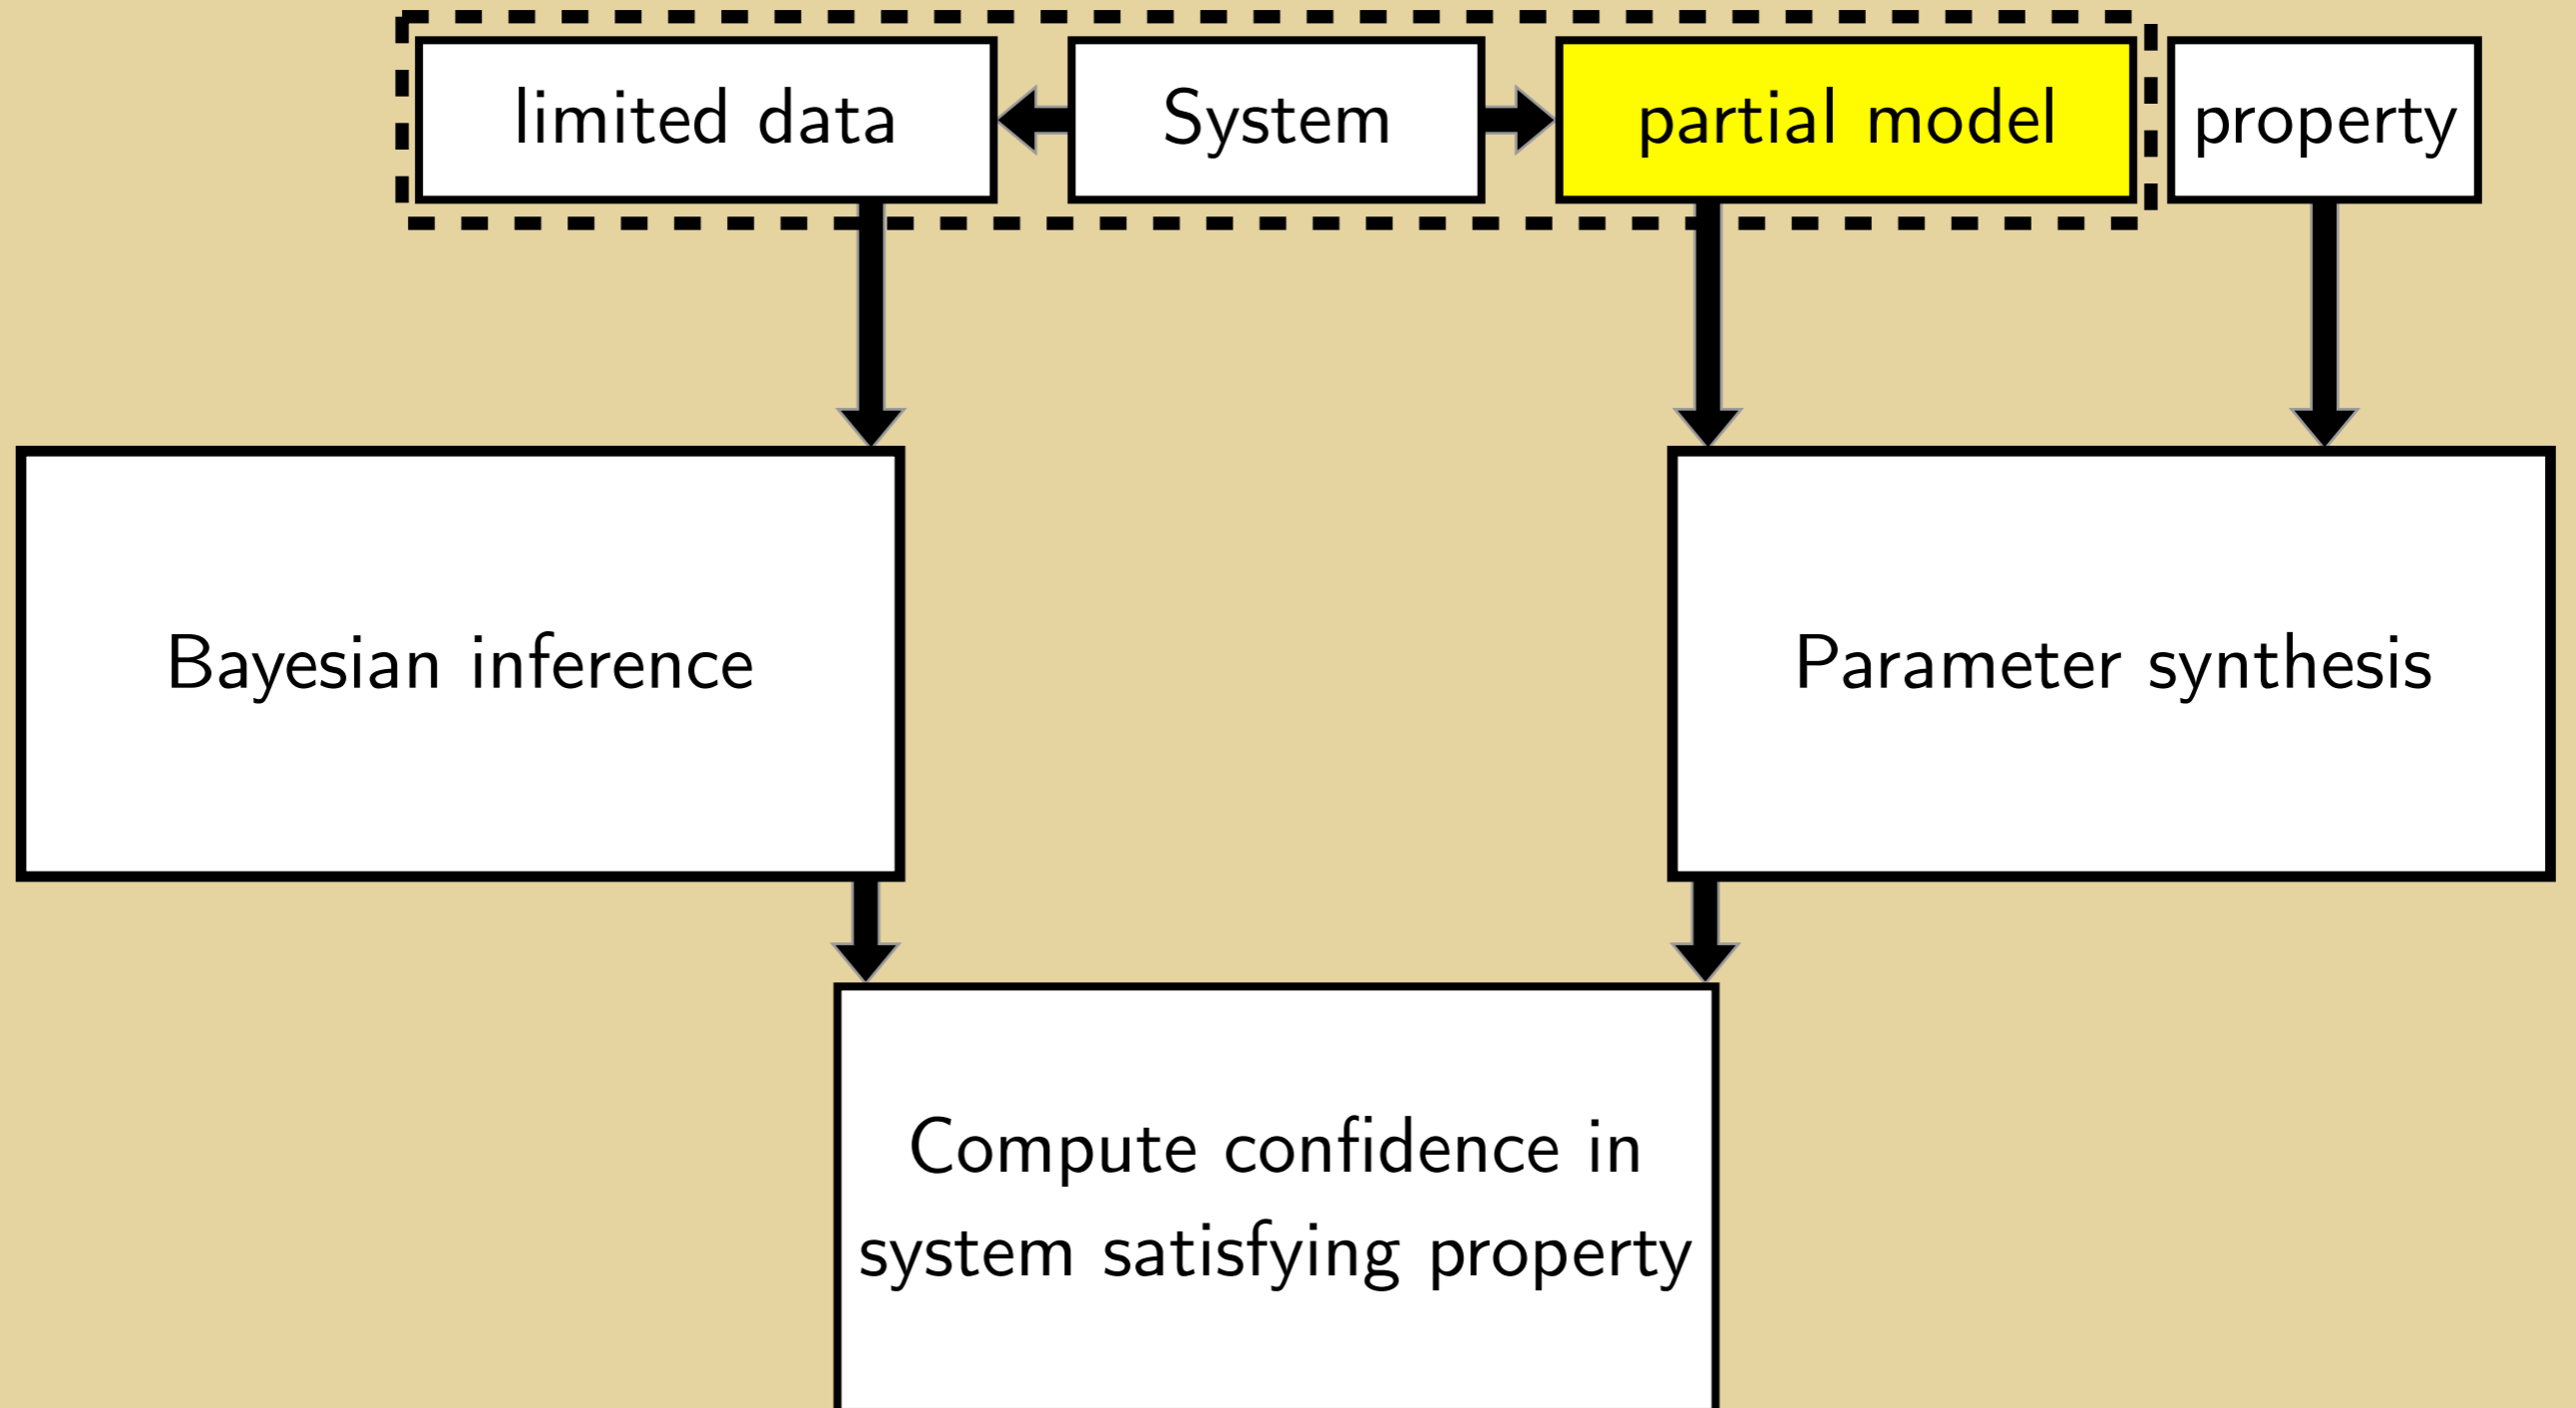 limited data
System
partial model
property
Bayesian inference
Parameter synthesis
Compute confidence in
system satisfying property